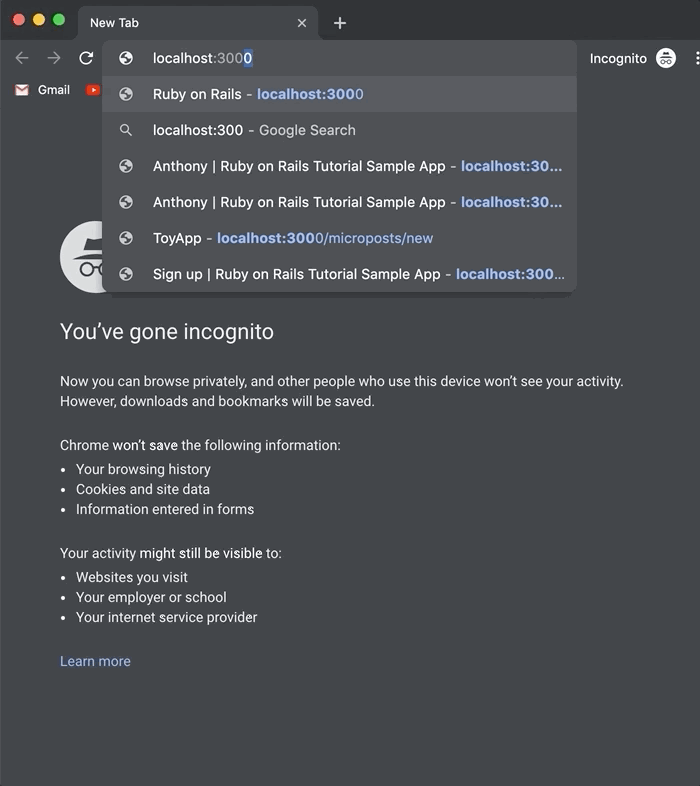 New Tab
localhost:3000
Incognito
Gmail
Ruby on Rails - localhost:3000
localhost:300 - Google Search
Anthony | Ruby on Rails Tutorial Sample App - localhost:30...
Anthony | Ruby on Rails Tutorial Sample App - localhost:30...
ToyApp - localhost:3000/microposts/new
Sign up | Ruby on Rails Tutorial Sample App - localhost:300...
You’ve gone incognito
Now you can browse privately, and other people who use this device won’t see your activity.
However, downloads and bookmarks will be saved.
Chrome won’t save the following information:
• Your browsing history
• Cookies and site data
• Information entered in forms
Your activity might still be visible to:
• Websites you visit
• Your employer or school
• Your internet service provider
Learn more